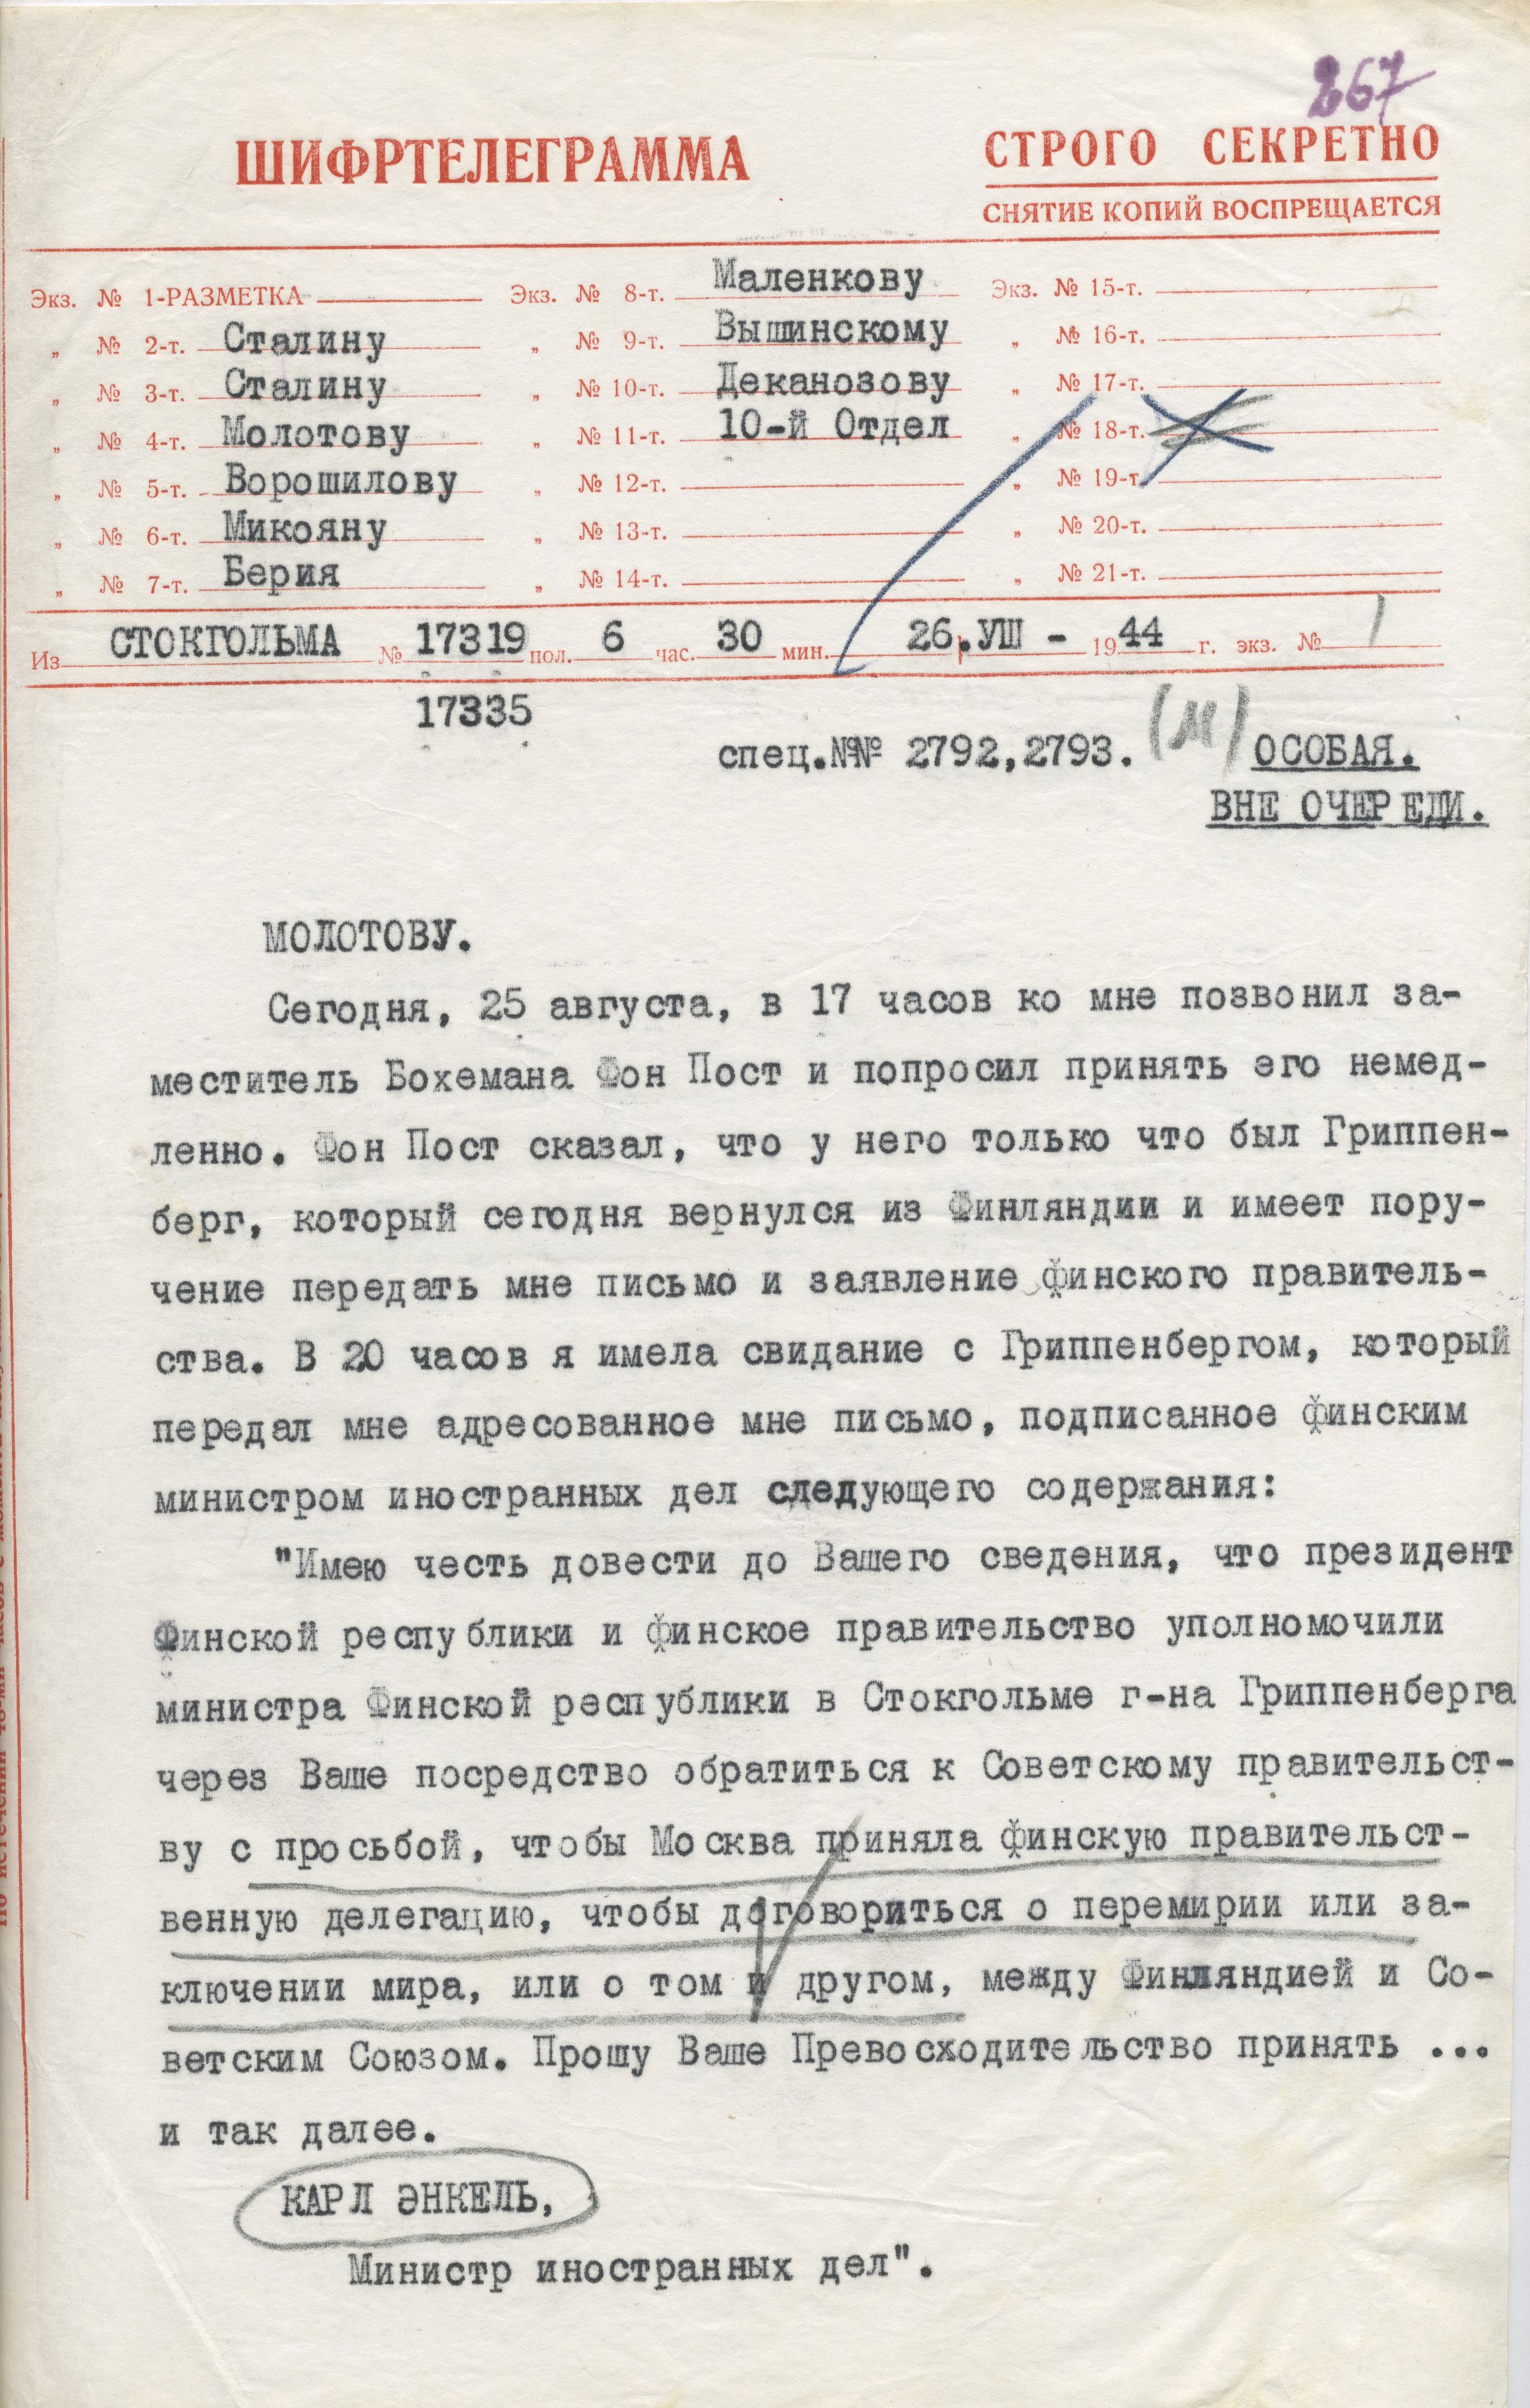 267
ШИФРТЕЛЕГРАММА
СТРОГО СЕКРЕТНО
СНЯТИЕ КОПИЙ ВОСПРЕЩАЕТСЯ
Экз. № 1-РАЗМЕТКА
„ № 2-т. Сталину
„ № 3-т. Сталину
„ № 4-т. Молотову
„ № 5-т. Ворошилову
„ № 6-т. Микояну
„ № 7-т. Берия
Экз. № 8-т. Маленкову
„ № 9-т. Вышинскому
„ № 10-т. Деканозову
„ № 11-т. 10-й Отдел
„ № 12-т.
„ № 13-т.
„ № 14-т.
Экз. № 15-т.
„ № 16-т.
„ № 17-т.
„ № 18-т.
„ № 19-т.
„ № 20-т.
„ № 21-т.
Из СТОКГОЛЬМА № 17319 пол. 6 час. 30 мин. 26.УШ - 1944 г. экз. № 1
17335
спец.№№ 2792,2793. (М) ОСОБАЯ.
ВНЕ ОЧЕРЕДИ.
МОЛОТОВУ.
Сегодня, 25 августа, в 17 часов ко мне позвонил за-
меститель Бохемана Фон Пост и попросил принять его немед-
ленно. Фон Пост сказал, что у него только что был Гриппен-
берг, который сегодня вернулся из Финляндии и имеет пору-
чение передать мне письмо и заявление финского правитель-
ства. В 20 часов я имела свидание с Гриппенбергом, который
передал мне адресованное мне письмо, подписанное финским
министром иностранных дел следующего содержания:
"Имею честь довести до Вашего сведения, что президент
Финской республики и финское правительство уполномочили
министра Финской республики в Стокгольме г-на Гриппенберга
через Ваше посредство обратиться к Советскому правительст-
ву с просьбой, чтобы Москва приняла финскую правительст-
венную делегацию, чтобы договориться о перемирии или за-
ключении мира, или о том и другом, между Финляндией и Со-
ветским Союзом. Прошу Ваше Превосходительство принять ...
и так далее.
КАРЛ ЭНКЕЛЬ,
Министр иностранных дел".